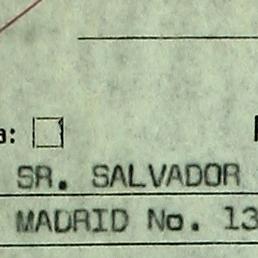 a: ☐
SR. SALVADOR
MADRID No. 13